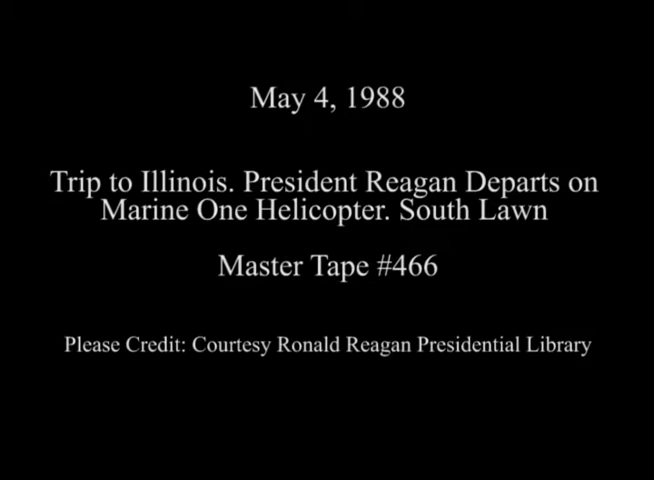 May 4, 1988
Trip to Illinois. President Reagan Departs on
Marine One Helicopter. South Lawn
Master Tape #466
Please Credit: Courtesy Ronald Reagan Presidential Library